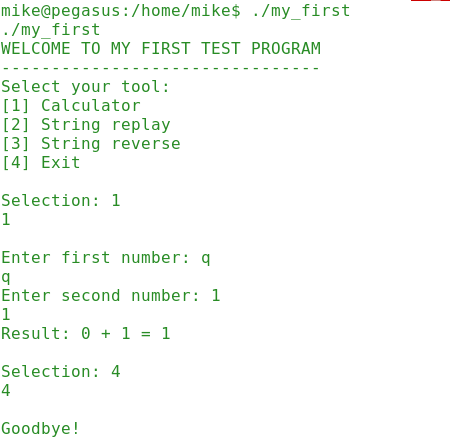 mike@pegasus:/home/mike$ ./my_first
./my_first
WELCOME TO MY FIRST TEST PROGRAM
--------------------------------
Select your tool:
[1] Calculator
[2] String replay
[3] String reverse
[4] Exit
Selection: 1
1
Enter first number: q
q
Enter second number: 1
1
Result: 0 + 1 = 1
Selection: 4
4
Goodbye!